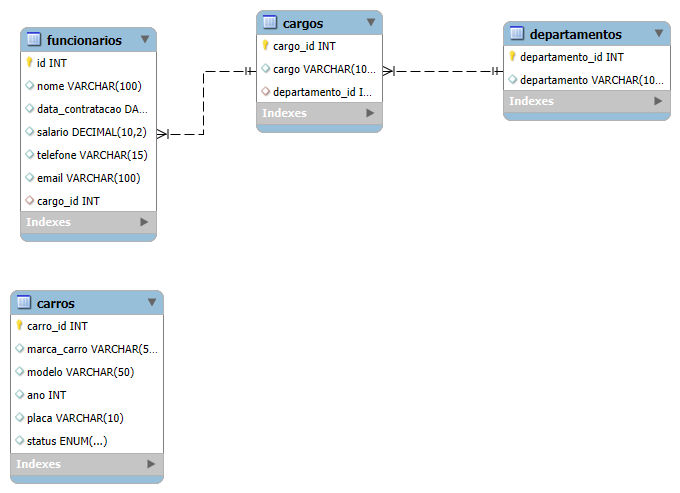 funcionarios
id INT
nome VARCHAR(100)
data_contratacao DA...
salario DECIMAL(10,2)
telefone VARCHAR(15)
email VARCHAR(100)
cargo_id INT
Indexes
cargos
cargo_id INT
cargo VARCHAR(10...
departamento_id I...
Indexes
departamentos
departamento_id INT
departamento VARCHAR(10...
Indexes
carros
carro_id INT
marca_carro VARCHAR(5...
modelo VARCHAR(50)
ano INT
placa VARCHAR(10)
status ENUM(...)
Indexes